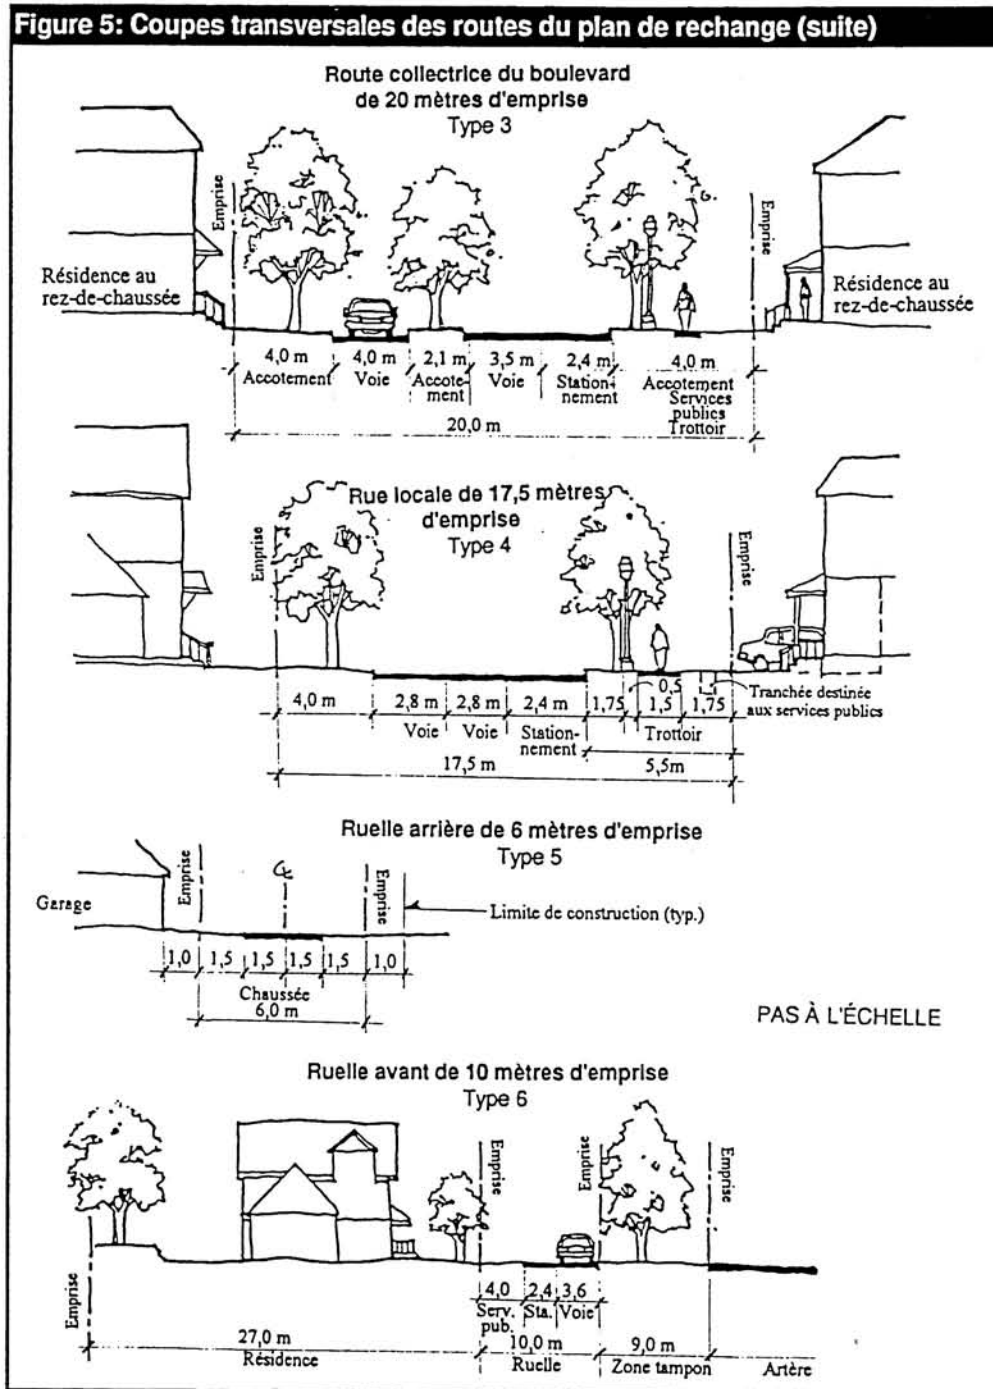 Figure 5: Coupes transversales des routes du plan de rechange (suite)
Route collectrice du boulevard
de 20 mètres d'emprise
Type 3
Emprise
Emprise
Résidence au
rez-de-chaussée
Résidence au
rez-de-chaussée
4,0 m
4,0 m
2,1 m
3,5 m
2,4 m
4,0 m
Accotement
Voie
Accote-
ment
Voie
Station-
nement
Accotement
Services
publics
Trottoir
20,0 m
Rue locale de 17,5 mètres
d'emprise
Type 4
Emprise
Emprise
4,0 m
2,8 m
2,8 m
2,4 m
1,75
0,5
1,5
1,75
Tranchée destinée
aux services publics
Voie
Voie
Station-
nement
Trottoir
17,5 m
5,5m
Ruelle arrière de 6 mètres d'emprise
Type 5
Emprise
Emprise
Garage
Limite de construction (typ.)
1,0
1,5
1,5
1,5
1,5
1,0
Chaussée
6,0 m
PAS À L'ÉCHELLE
Ruelle avant de 10 mètres d'emprise
Type 6
Emprise
Emprise
Emprise
Emprise
4,0
2,4
3,6
Serv.
pub.
Sta.
Voie
27,0 m
10,0 m
9,0 m
Résidence
Ruelle
Zone tampon
Artère